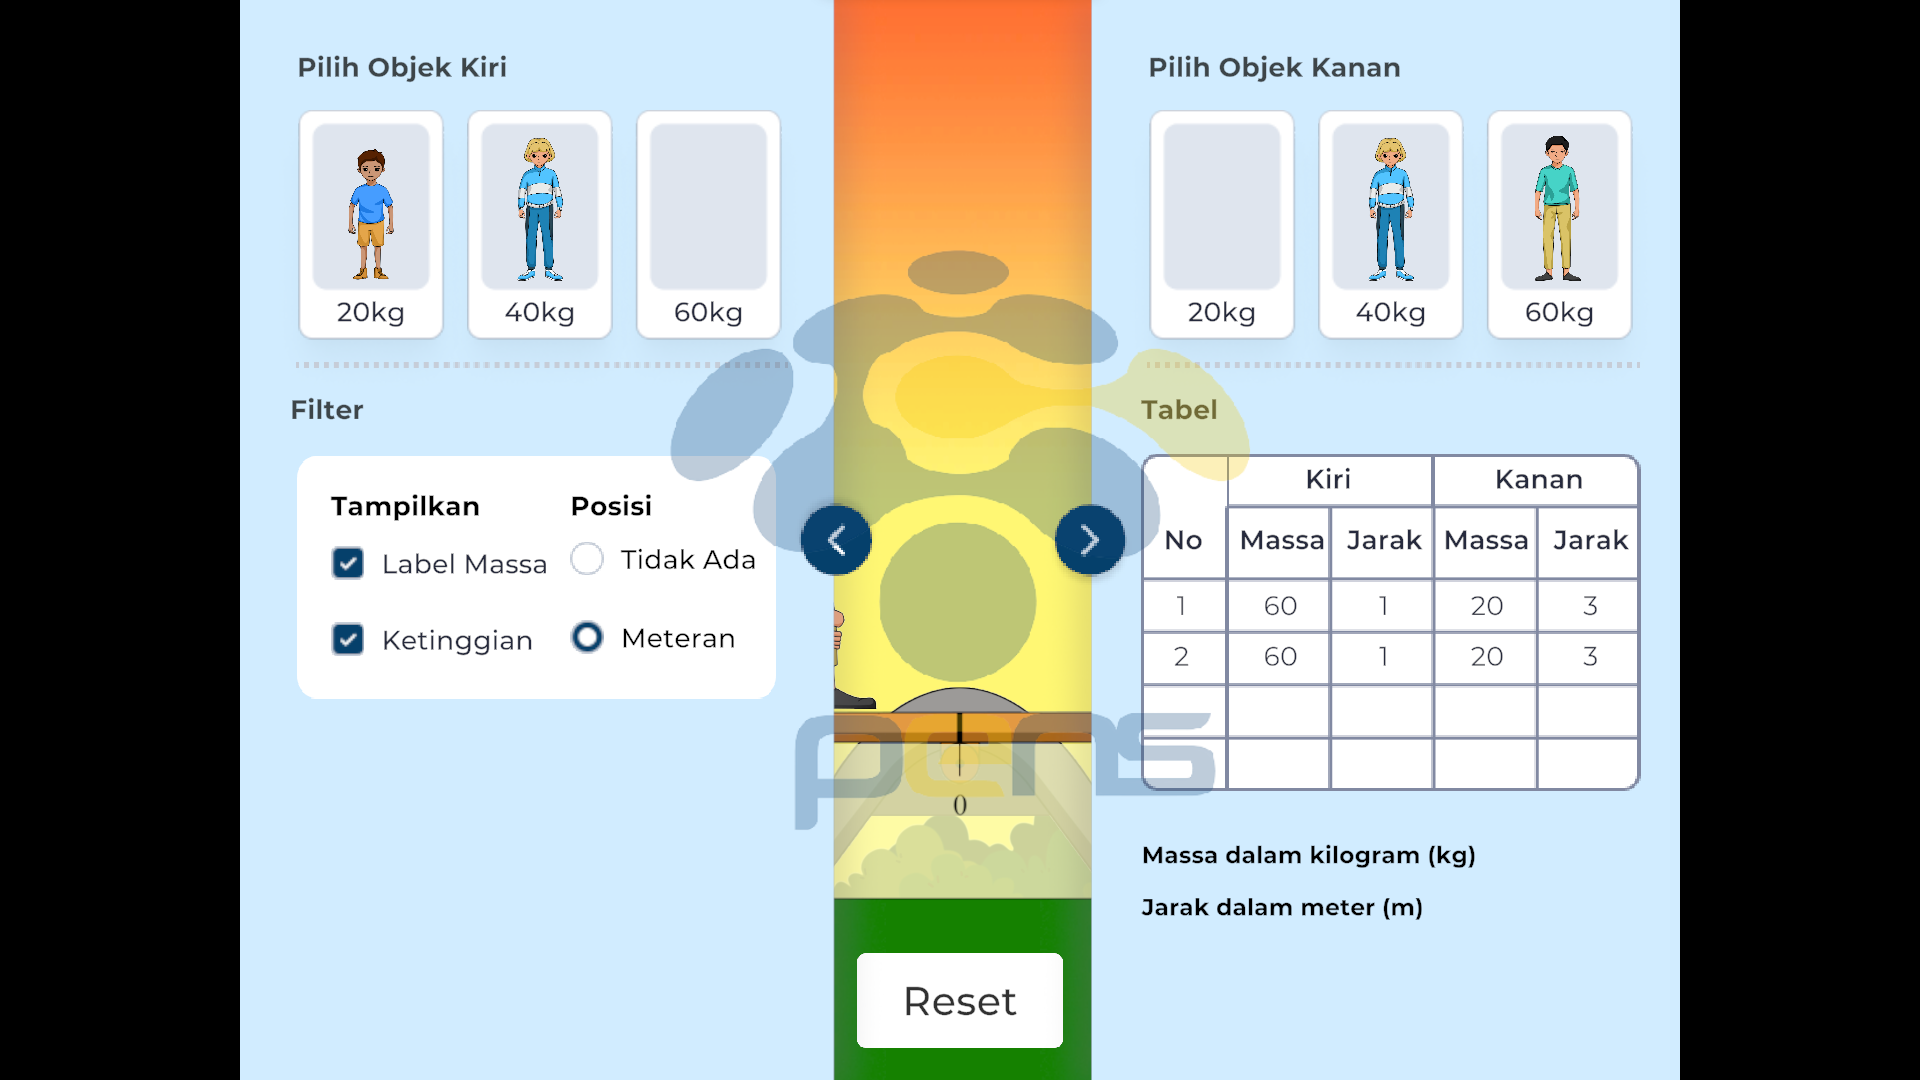 Pilih Objek Kiri
20kg
40kg
60kg
Filter
Tampilkan
Posisi
Label Massa
Tidak Ada
Ketinggian
Meteran
0
pens
Reset
Pilih Objek Kanan
20kg
40kg
60kg
Tabel
Kiri Kanan
No Massa Jarak Massa Jarak
1 60 1 20 3
2 60 1 20 3
Massa dalam kilogram (kg)
Jarak dalam meter (m)